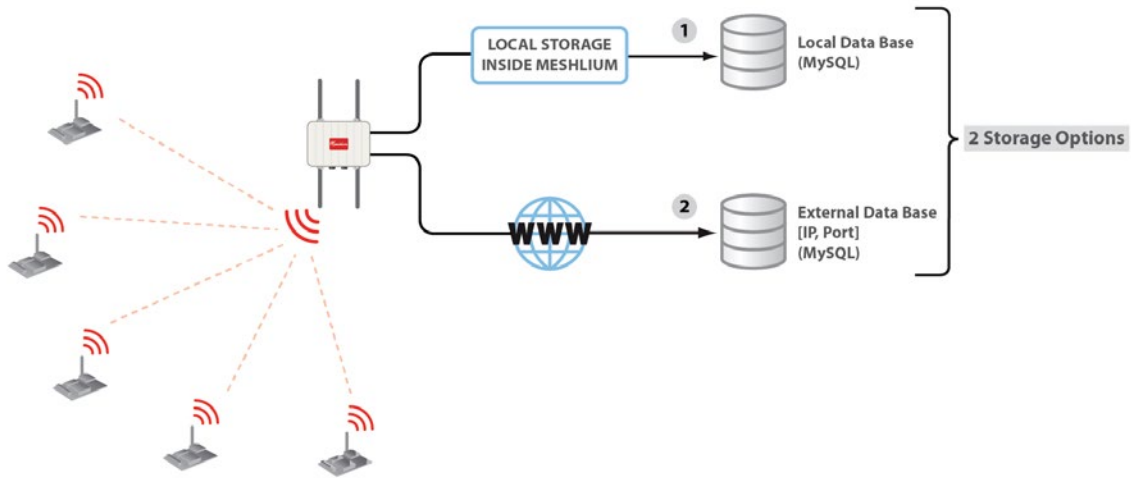 LOCAL STORAGE
INSIDE MESHLIUM
1
Local Data Base
(MySQL)
2 Storage Options
WWW
2
External Data Base
[IP, Port]
(MySQL)